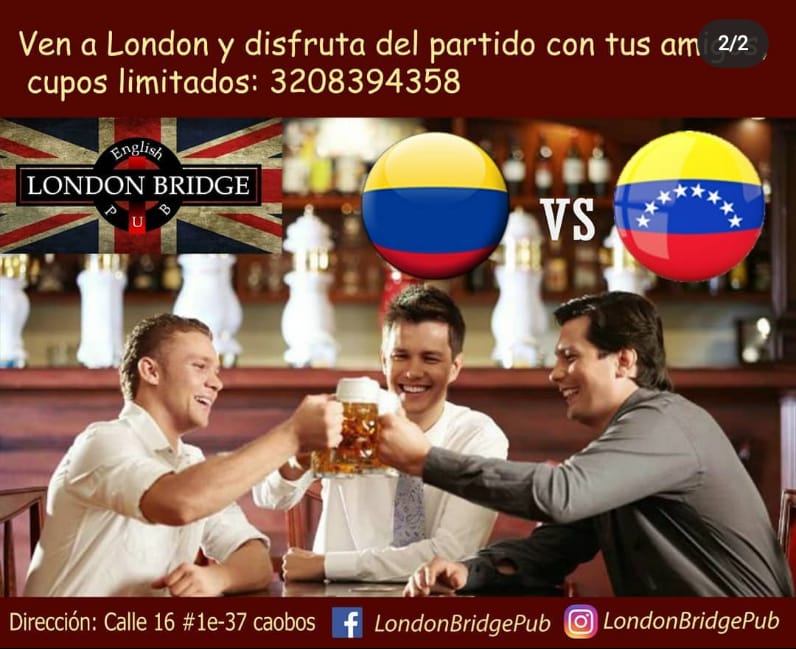 Ven a London y disfruta del partido con tus
2/2
cupos limitados: 3208394358
English
LONDON BRIDGE
PUB
VS
Dirección: Calle 16 #1e-37 caobos
LondonBridgePub
LondonBridgePub